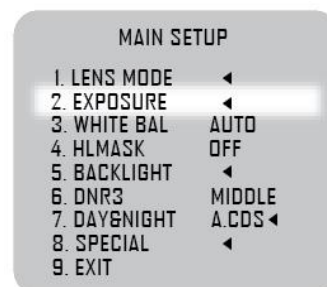 MAIN SETUP
1. LENS MODE ◄
2. EXPOSURE ◄
3. WHITE BAL AUTO
4. HLMASK OFF
5. BACKLIGHT ◄
6. DNR3 MIDDLE
7. DAY&NIGHT A.CDS◄
8. SPECIAL ◄
9. EXIT